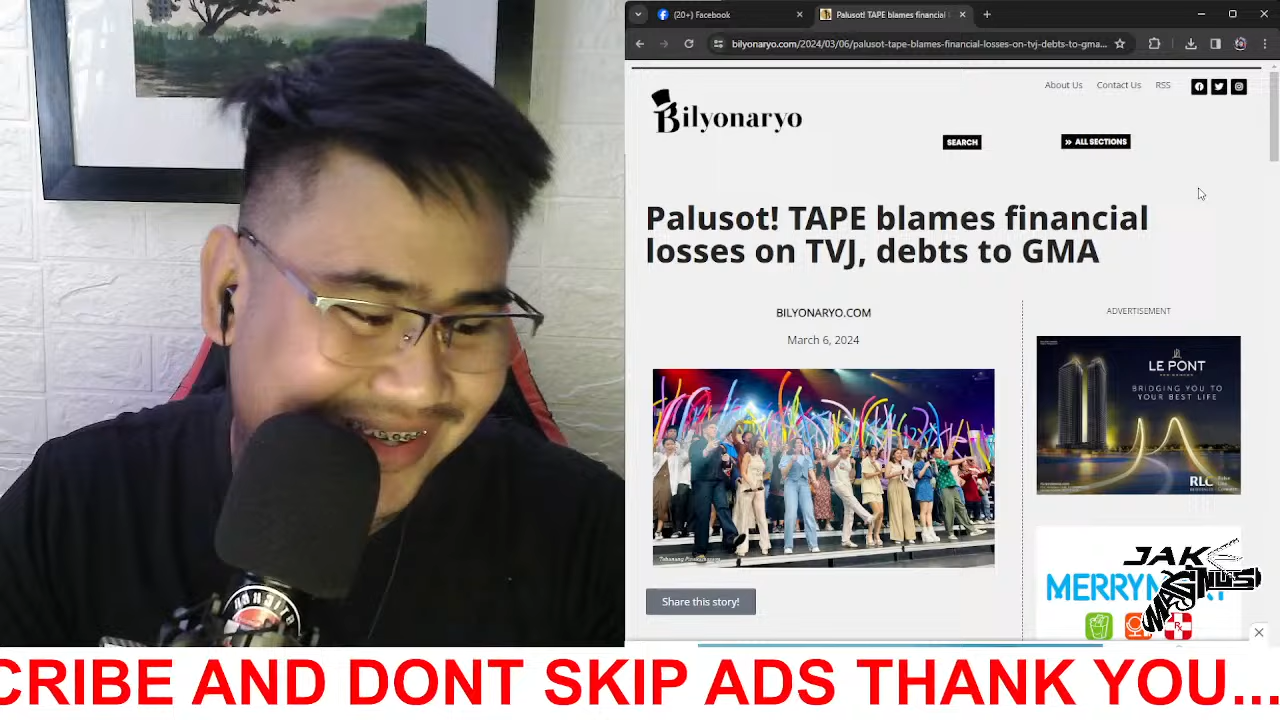 (20+) Facebook
Palusot! TAPE blames financial
bilyonaryo.com/2024/03/06/palusot-tape-blames-financial-losses-on-tvj-debts-to-gma...
About Us Contact Us RSS
Bilyonaryo
SEARCH
>> ALL SECTIONS
Palusot! TAPE blames financial
losses on TVJ, debts to GMA
BILYONARYO.COM
March 6, 2024
ADVERTISEMENT
LE PONT
BRIDGING YOU TO
YOUR BEST LIFE
RLC
Share this story!
JAK
MASINUSI
CRIBE AND DONT SKIP ADS THANK YOU...